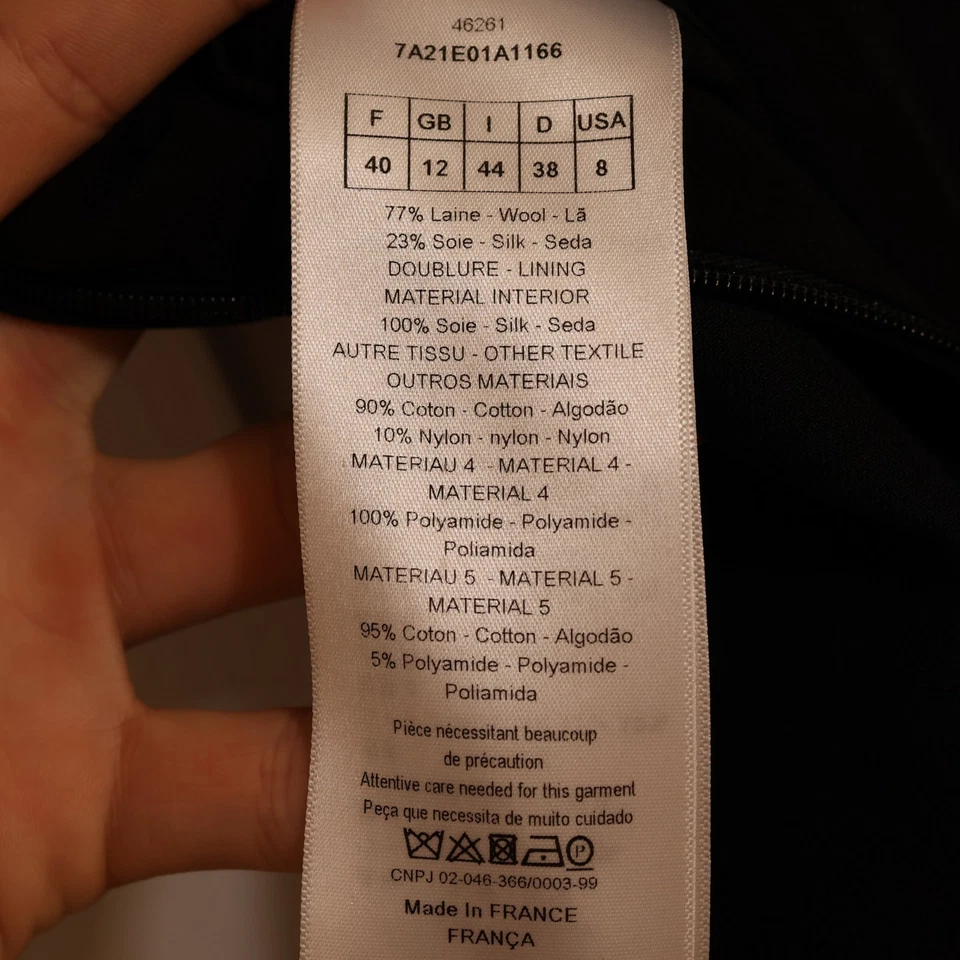 46261
7A21E01A1166
F GB I D USA
40 12 44 38 8
77% Laine - Wool - Lã
23% Soie - Silk - Seda
DOUBLURE - LINING
MATERIAL INTERIOR
100% Soie - Silk - Seda
AUTRE TISSU - OTHER TEXTILE
OUTROS MATERIAIS
90% Coton - Cotton - Algodão
10% Nylon - nylon - Nylon
MATERIAU 4 - MATERIAL 4 -
MATERIAL 4
100% Polyamide - Polyamide -
Poliamida
MATERIAU 5 - MATERIAL 5 -
MATERIAL 5
95% Coton - Cotton - Algodão
5% Polyamide - Polyamide -
Poliamida
Pièce nécessitant beaucoup
de précaution
Attentive care needed for this garment
Peça que necessita de muito cuidado
P
CNPJ 02-046-366/0003-99
Made In FRANCE
FRANÇA